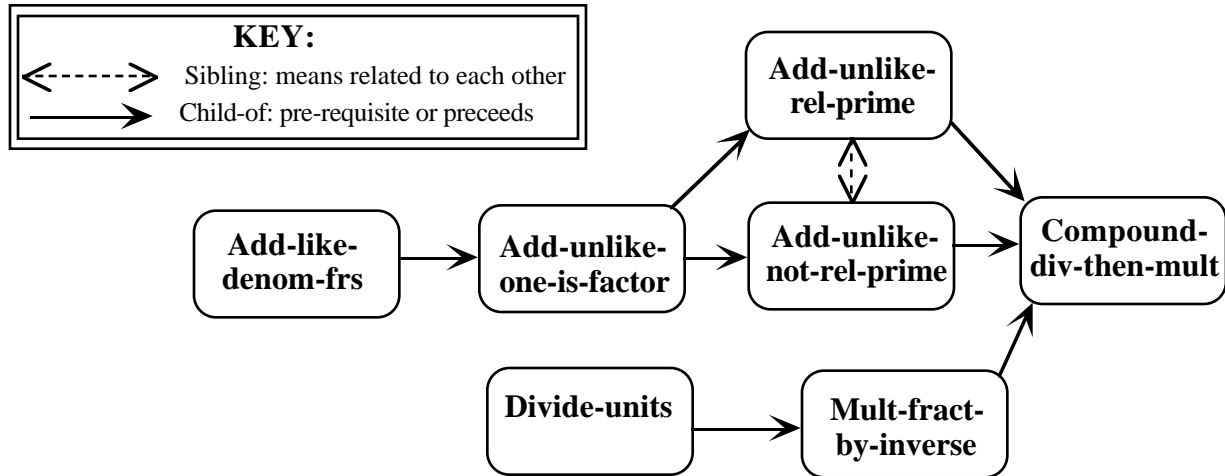 KEY:
Sibling: means related to each other
Child-of: pre-requisite or preceeds
Add-unlike-
rel-prime
Add-like-
denom-frs
Add-unlike-
one-is-factor
Add-unlike-
not-rel-prime
Compound-
div-then-mult
Divide-units
Mult-fract-
by-inverse